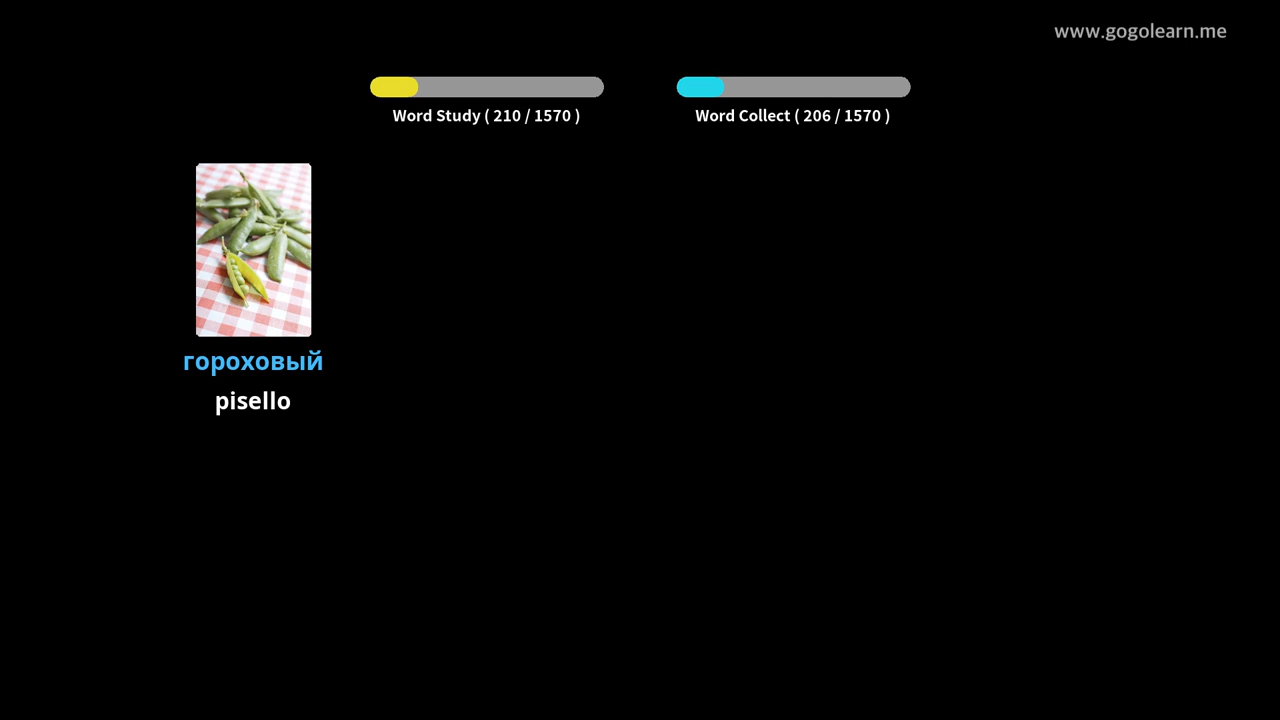 www.gogolearn.me
Word Study ( 210 / 1570 )
Word Collect ( 206 / 1570 )
гороховый
pisello